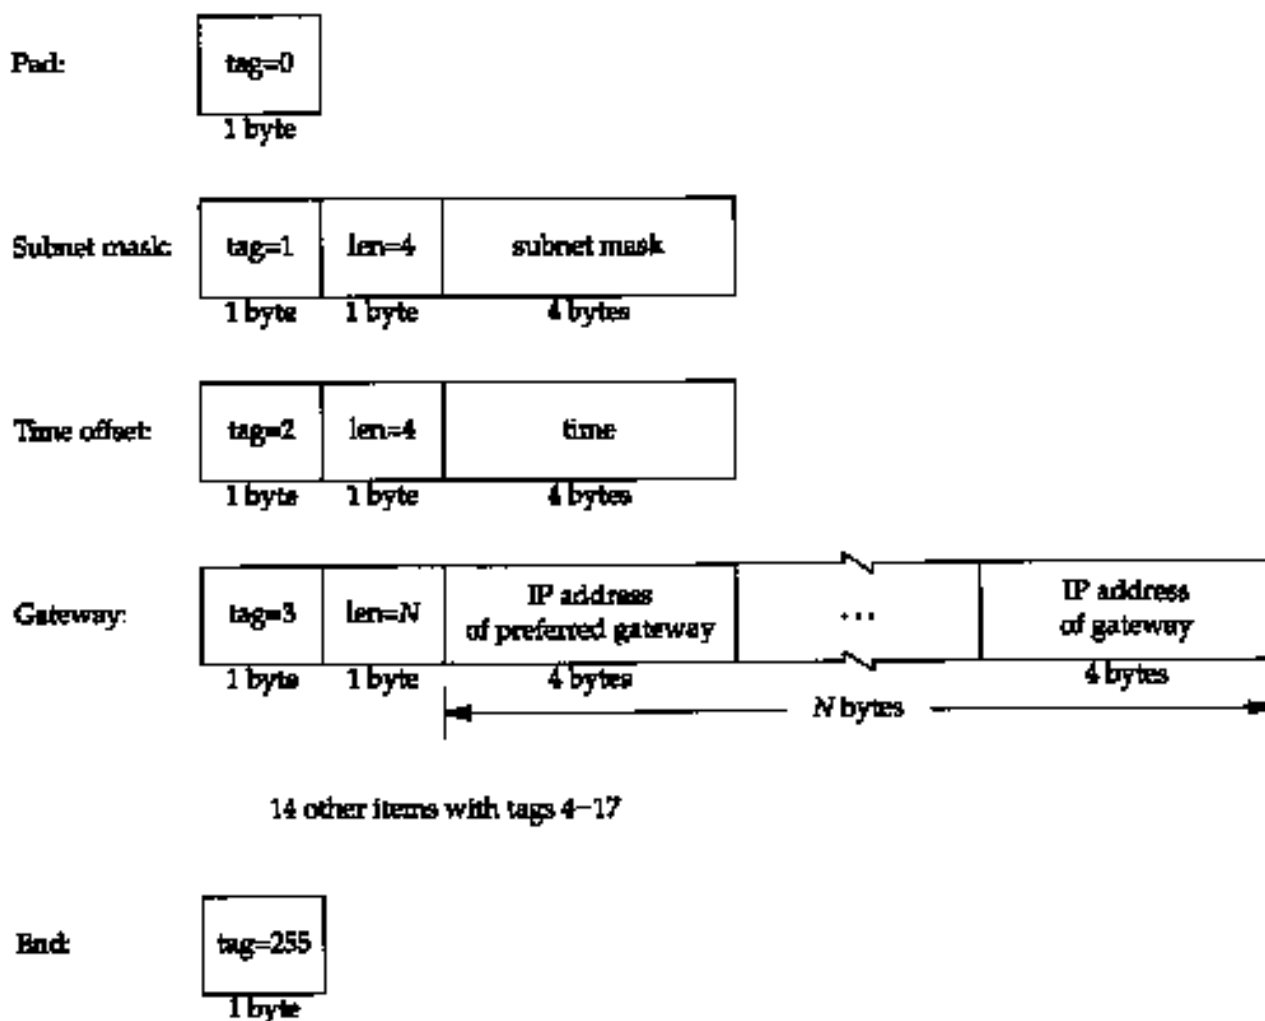 Pad:
tag=0
1 byte
Subnet mask:
tag=1 len=4 subnet mask
1 byte 1 byte 4 bytes
Time offset:
tag=2 len=4 time
1 byte 1 byte 4 bytes
Gateway:
tag=3 len=N IP address of preferred gateway ... IP address of gateway
1 byte 1 byte 4 bytes 4 bytes
N bytes
14 other items with tags 4–17
End:
tag=255
1 byte